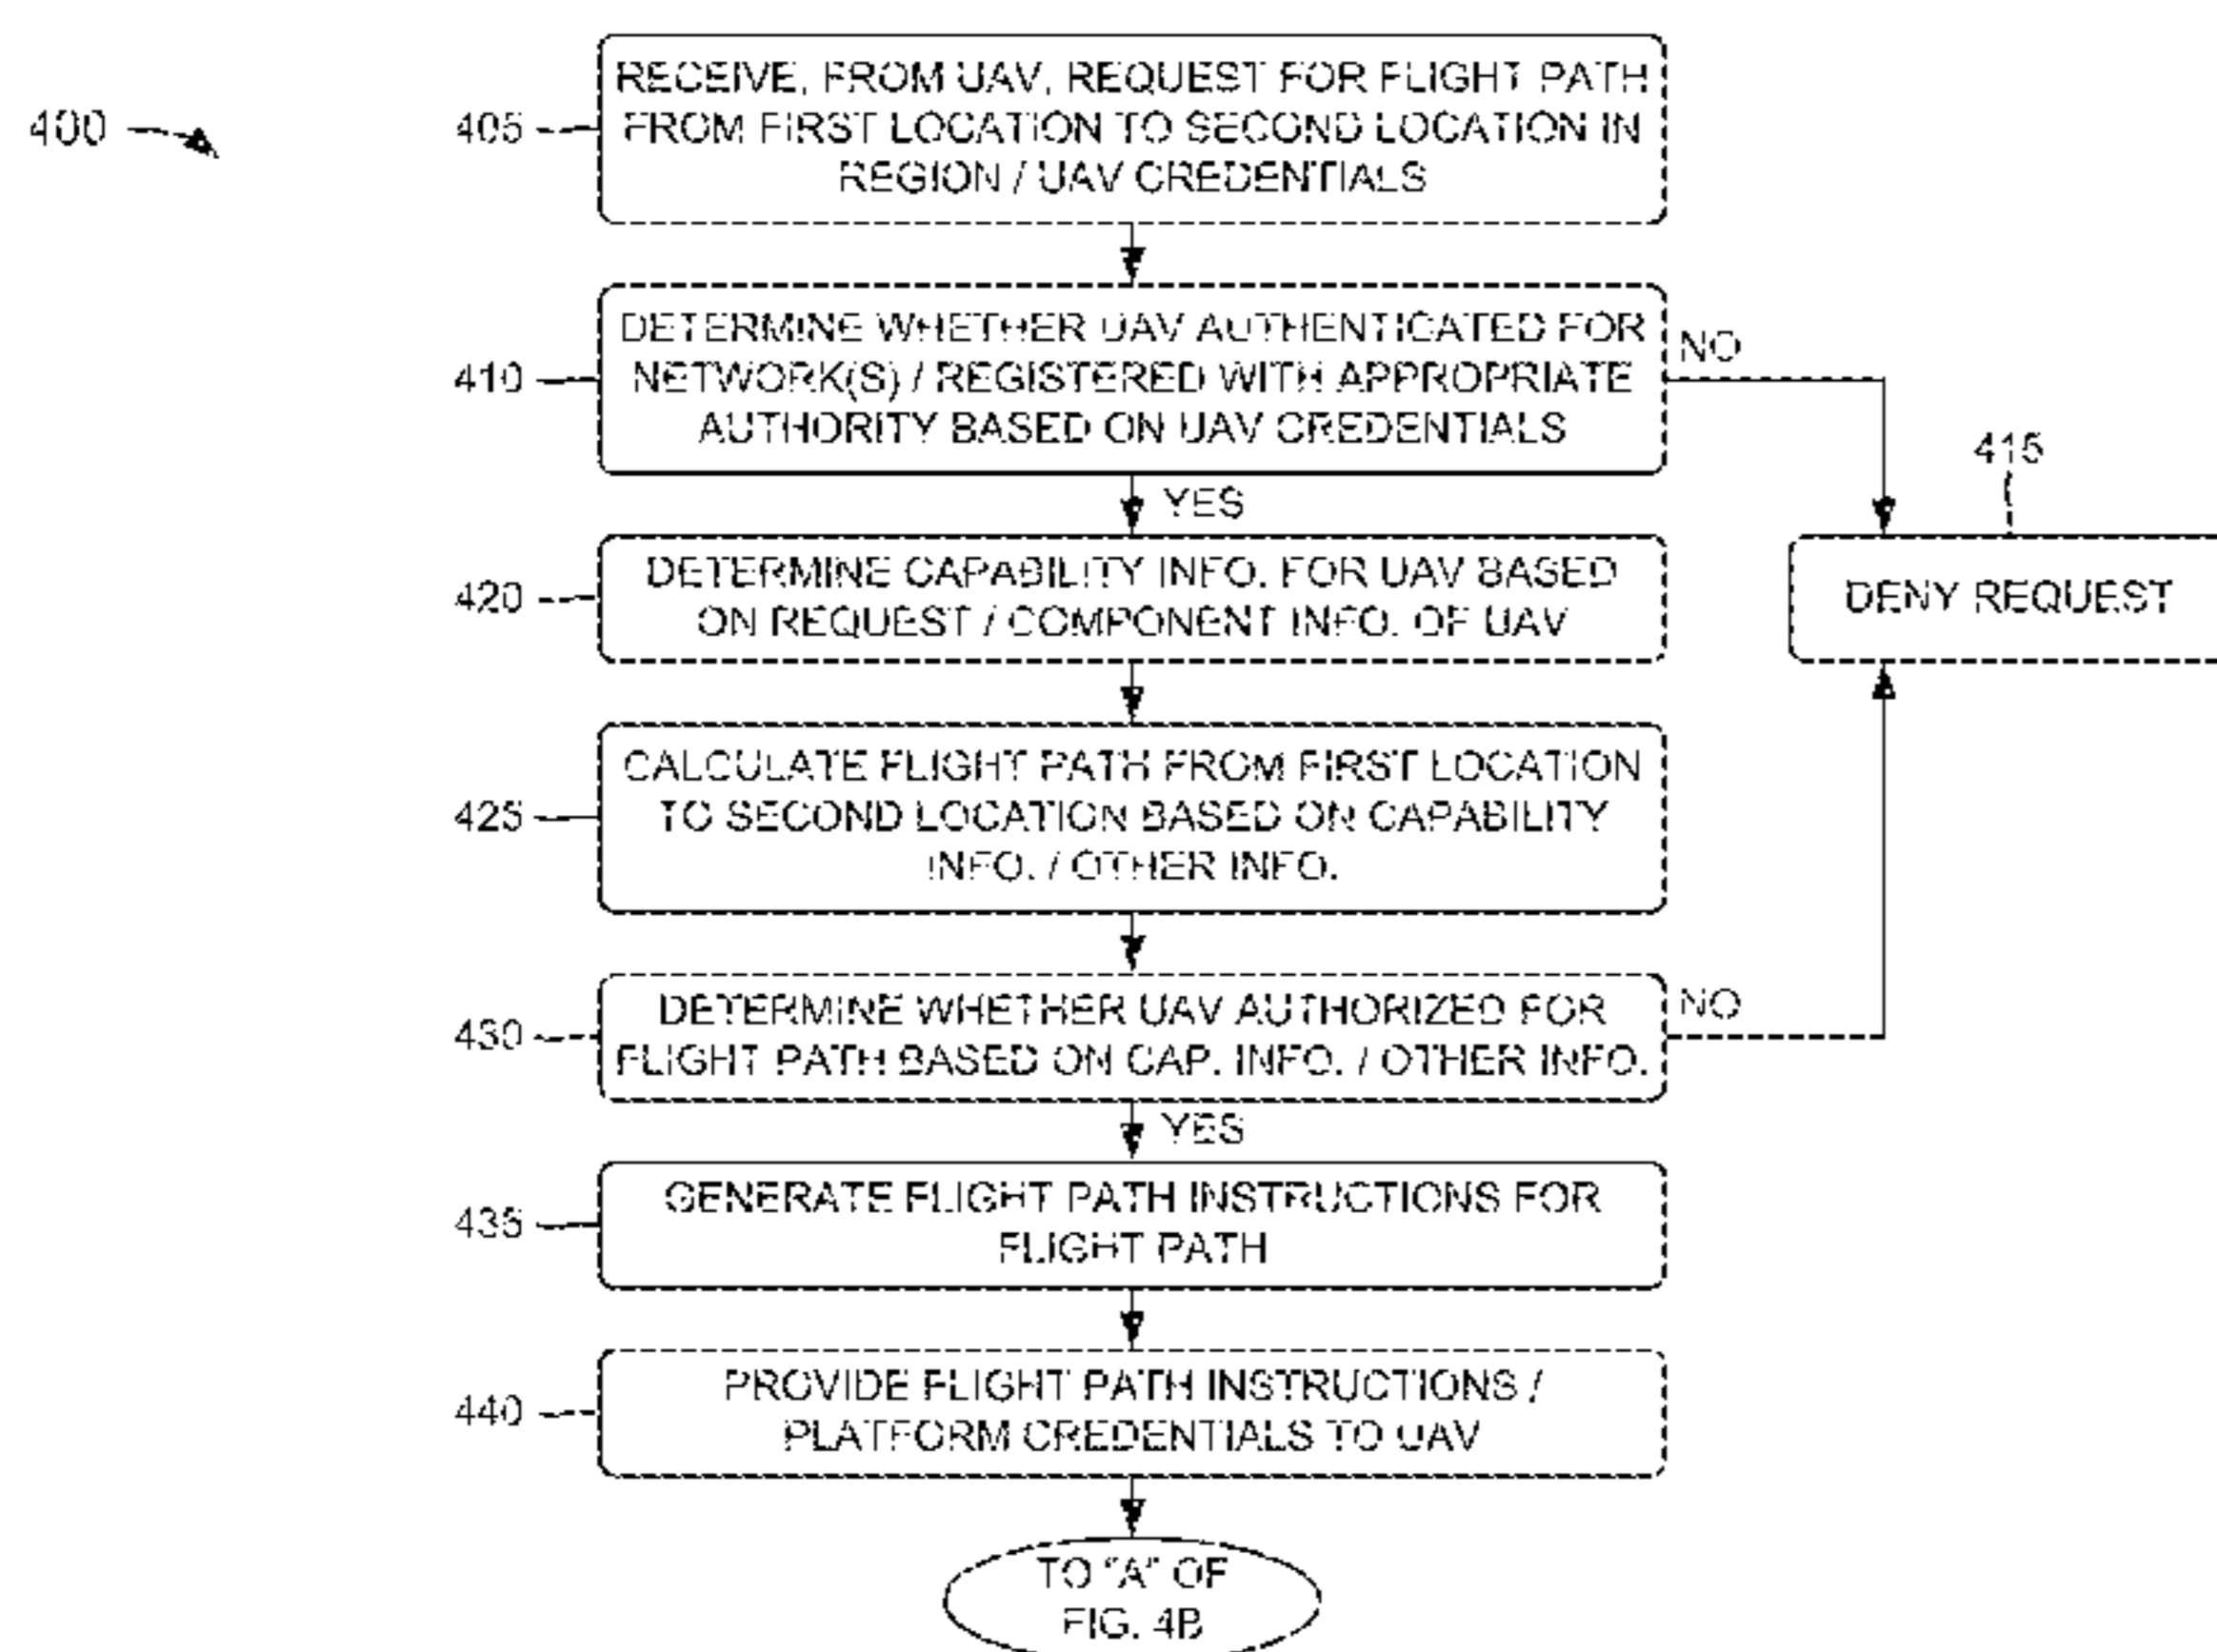 400
405
RECEIVE, FROM UAV, REQUEST FOR FLIGHT PATH
FROM FIRST LOCATION TO SECOND LOCATION IN
REGION / UAV CREDENTIALS
410
DETERMINE WHETHER UAV AUTHENTICATED FOR
NETWORK(S) / REGISTERED WITH APPROPRIATE
AUTHORITY BASED ON UAV CREDENTIALS
NO
YES
415
DENY REQUEST
420
DETERMINE CAPABILITY INFO. FOR UAV BASED
ON REQUEST / COMPONENT INFO. OF UAV
425
CALCULATE FLIGHT PATH FROM FIRST LOCATION
TO SECOND LOCATION BASED ON CAPABILITY
INFO. / OTHER INFO.
430
DETERMINE WHETHER UAV AUTHORIZED FOR
FLIGHT PATH BASED ON CAP. INFO. / OTHER INFO.
NO
YES
435
GENERATE FLIGHT PATH INSTRUCTIONS FOR
FLIGHT PATH
440
PROVIDE FLIGHT PATH INSTRUCTIONS /
PLATFORM CREDENTIALS TO UAV
TO "A" OF
FIG. 4B